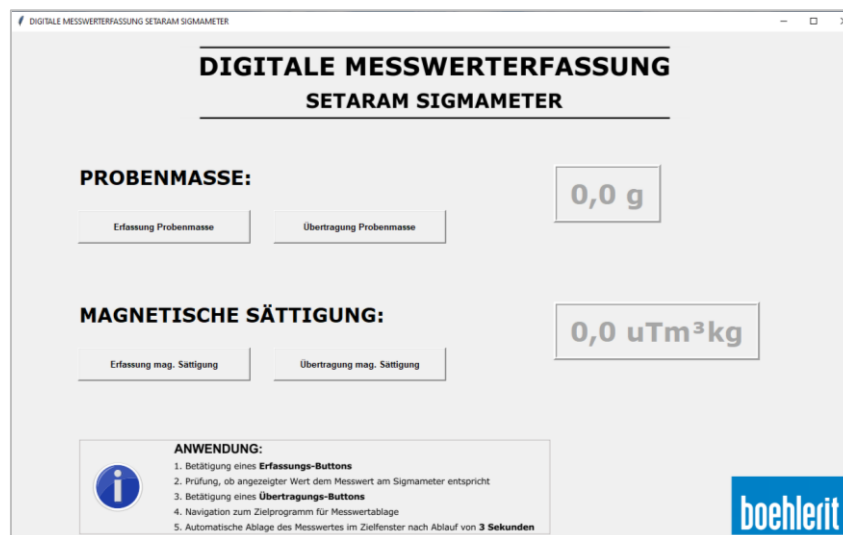 DIGITALE MESSWERTERFASSUNG SETARAM SIGMAMETER
DIGITALE MESSWERTERFASSUNG
SETARAM SIGMAMETER
PROBENMASSE:
0,0 g
Erfassung Probenmasse
Übertragung Probenmasse
MAGNETISCHE SÄTTIGUNG:
0,0 uTm³kg
Erfassung mag. Sättigung
Übertragung mag. Sättigung
ANWENDUNG:
1. Betätigung eines Erfassungs-Buttons
2. Prüfung, ob angezeigter Wert dem Messwert am Sigmameter entspricht
3. Betätigung eines Übertragungs-Buttons
4. Navigation zum Zielprogramm für Messwertablage
5. Automatische Ablage des Messwertes im Zielfenster nach Ablauf von 3 Sekunden
boehlerit